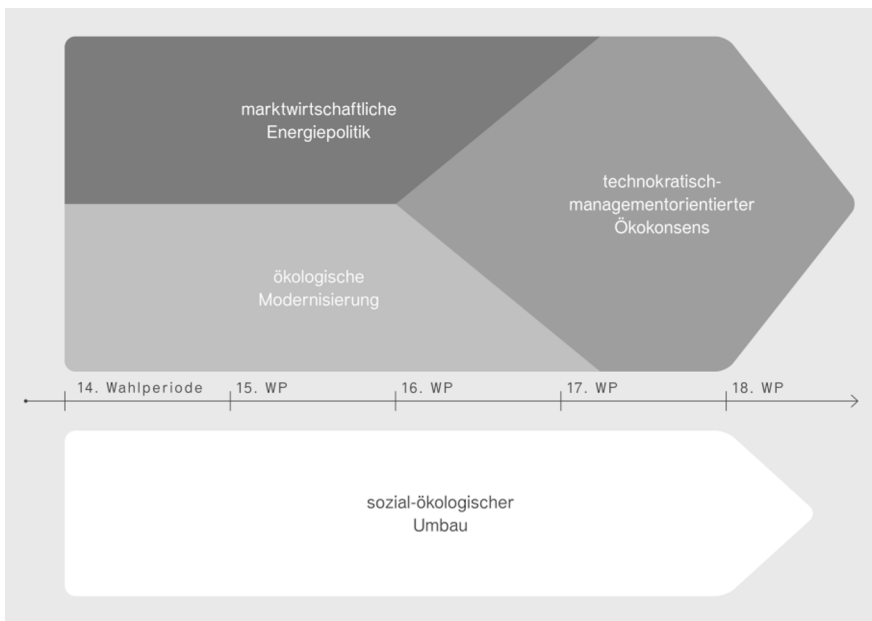 marktwirtschaftliche
Energiepolitik
technokratisch-
managementorientierter
Ökokonsens
ökologische
Modernisierung
14. Wahlperiode 15. WP 16. WP 17. WP 18. WP
sozial-ökologischer
Umbau